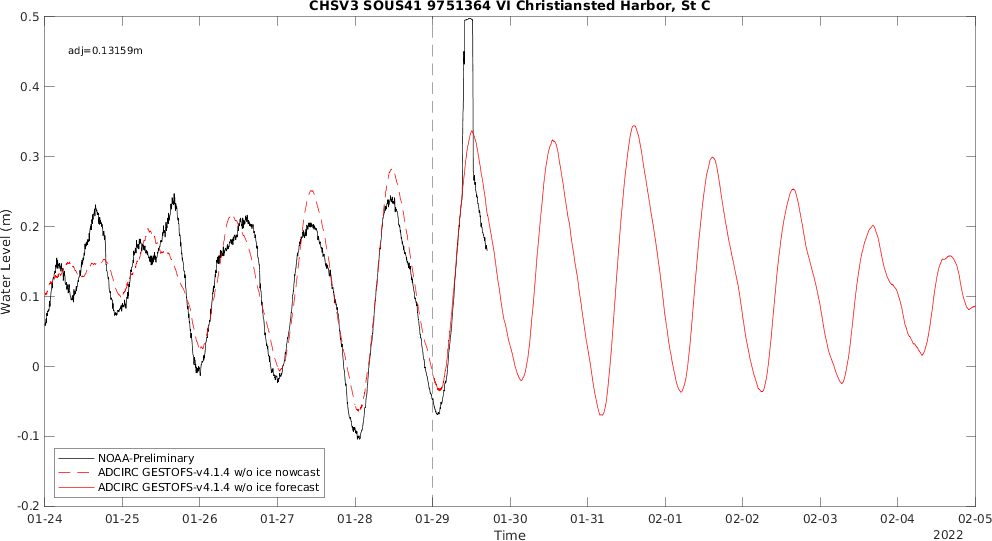 CHSV3 SOUS41 9751364 VI Christiansted Harbor, St C
adj=0.13159m
0.5
0.4
0.3
0.2
0.1
0
-0.1
-0.2
Water Level (m)
NOAA-Preliminary
ADCIRC GESTOFS-v4.1.4 w/o ice nowcast
ADCIRC GESTOFS-v4.1.4 w/o ice forecast
01-24 01-25 01-26 01-27 01-28 01-29 01-30 01-31 02-01 02-02 02-03 02-04 02-05
Time
2022